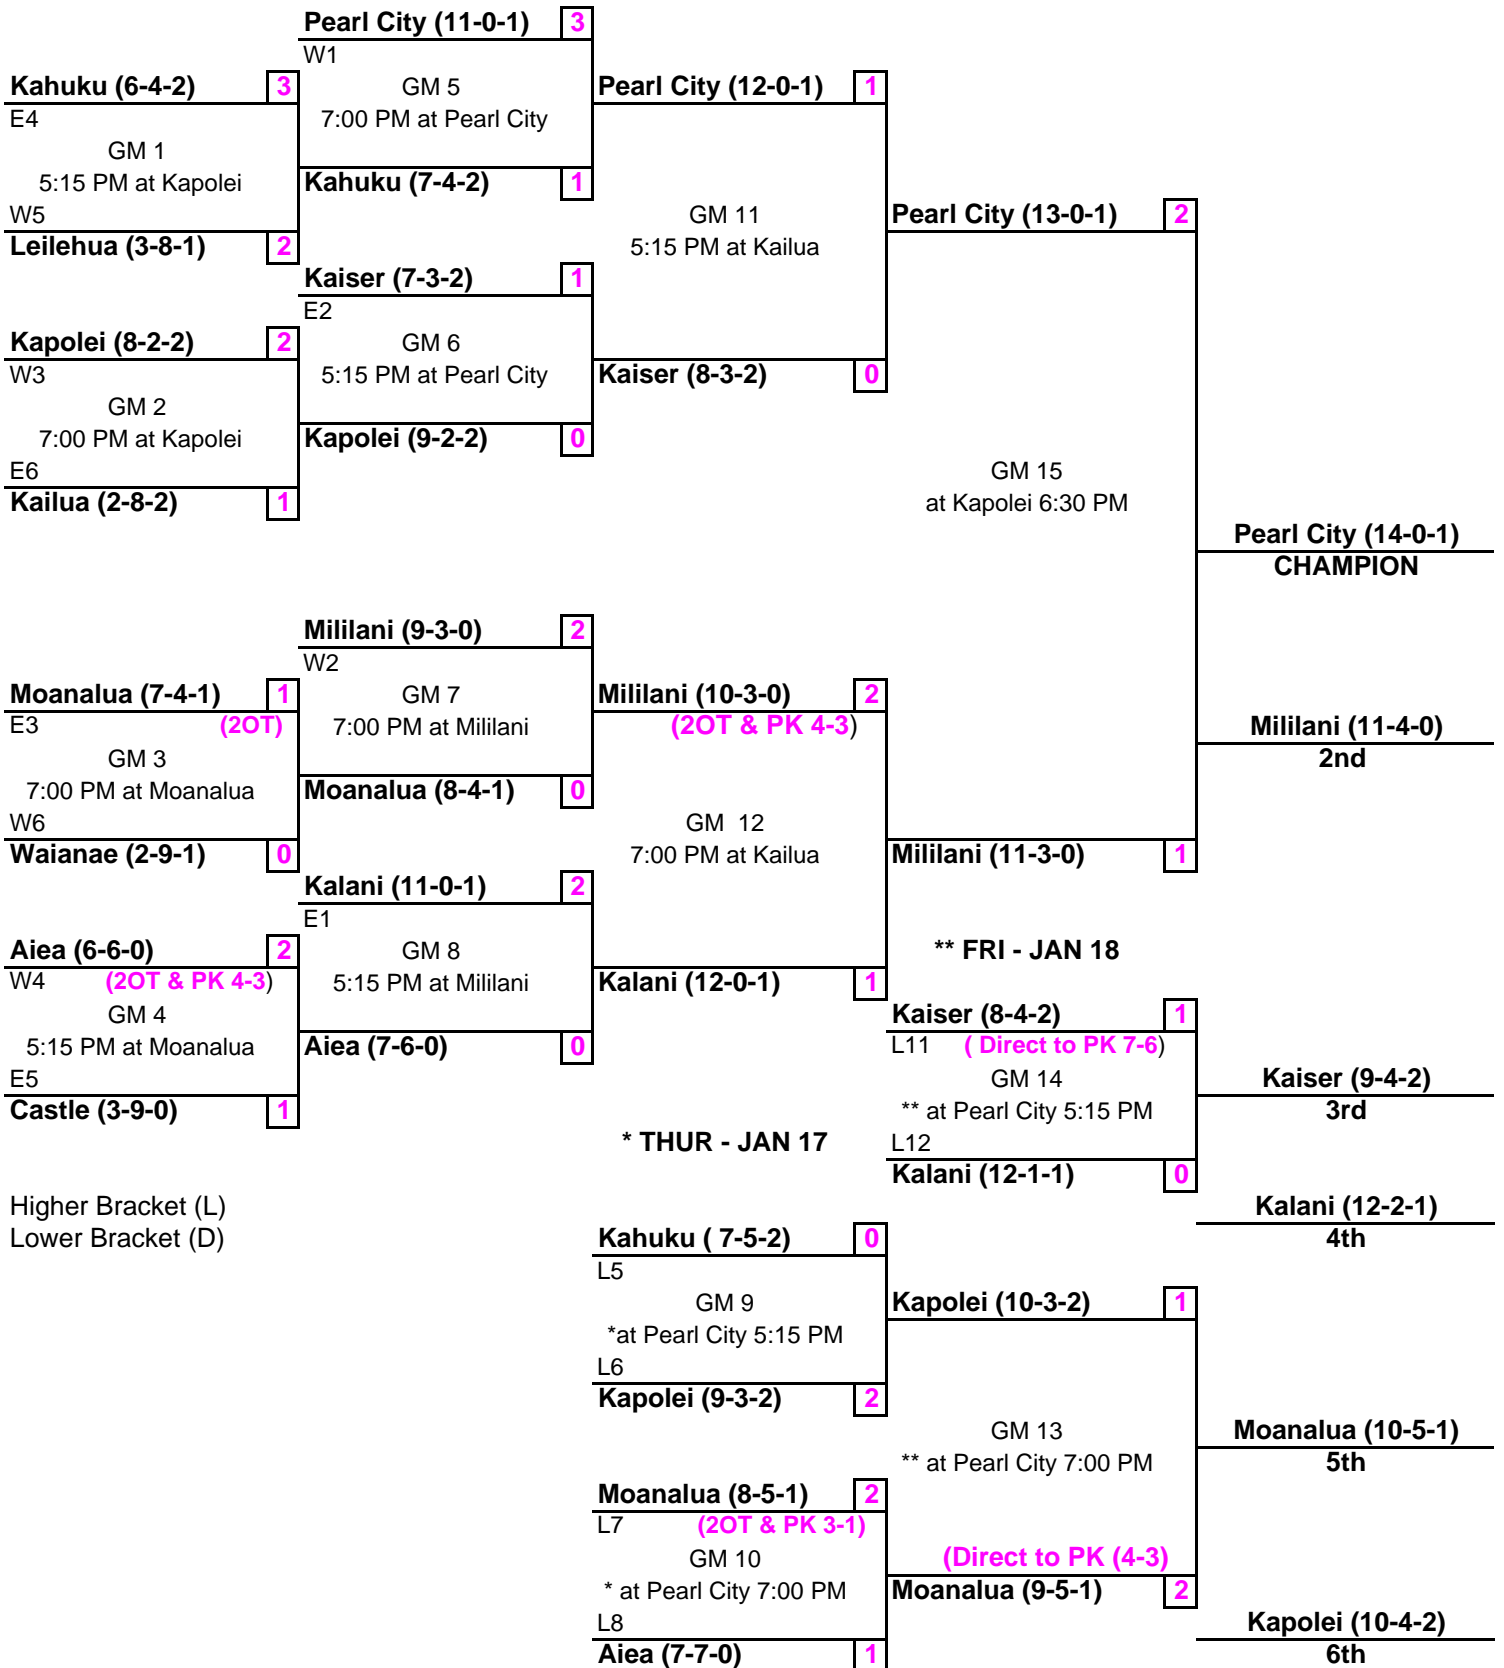 Pearl City (11-0-1) 3
W1
Kahuku (6-4-2) 3
GM 5
Pearl City (12-0-1) 1
E4
7:00 PM at Pearl City
GM 1
5:15 PM at Kapolei
Kahuku (7-4-2) 1
W5
GM 11
Pearl City (13-0-1) 2
Leilehua (3-8-1) 2
5:15 PM at Kailua
Kaiser (7-3-2) 1
E2
Kapolei (8-2-2) 2
GM 6
W3
5:15 PM at Pearl City
Kaiser (8-3-2) 0
GM 2
7:00 PM at Kapolei
Kapolei (9-2-2) 0
E6
GM 15
Kailua (2-8-2) 1
at Kapolei 6:30 PM
Pearl City (14-0-1)
CHAMPION
Mililani (9-3-0) 2
W2
Moanalua (7-4-1) 1
GM 7
Mililani (10-3-0) 2
E3 (2OT)
7:00 PM at Mililani
(2OT & PK 4-3)
Mililani (11-4-0)
GM 3
2nd
7:00 PM at Moanalua
Moanalua (8-4-1) 0
W6
GM  12
Waianae (2-9-1) 0
7:00 PM at Kailua
Mililani (11-3-0) 1
Kalani (11-0-1) 2
E1
Aiea (6-6-0) 2
GM 8
** FRI - JAN 18
W4 (2OT & PK 4-3)
5:15 PM at Mililani
Kalani (12-0-1) 1
GM 4
Kaiser (8-4-2) 1
5:15 PM at Moanalua
Aiea (7-6-0) 0
L11 ( Direct to PK 7-6)
E5
GM 14
Kaiser (9-4-2)
Castle (3-9-0) 1
** at Pearl City 5:15 PM
3rd
* THUR - JAN 17
L12
Kalani (12-1-1) 0
Higher Bracket (L)
Kalani (12-2-1)
Lower Bracket (D)
Kahuku ( 7-5-2) 0
4th
L5
GM 9
Kapolei (10-3-2) 1
*at Pearl City 5:15 PM
L6
Kapolei (9-3-2) 2
GM 13
Moanalua (10-5-1)
** at Pearl City 7:00 PM
5th
Moanalua (8-5-1) 2
L7 (2OT & PK 3-1)
GM 10
(Direct to PK (4-3)
* at Pearl City 7:00 PM
Moanalua (9-5-1) 2
L8
Kapolei (10-4-2)
Aiea (7-7-0) 1
6th